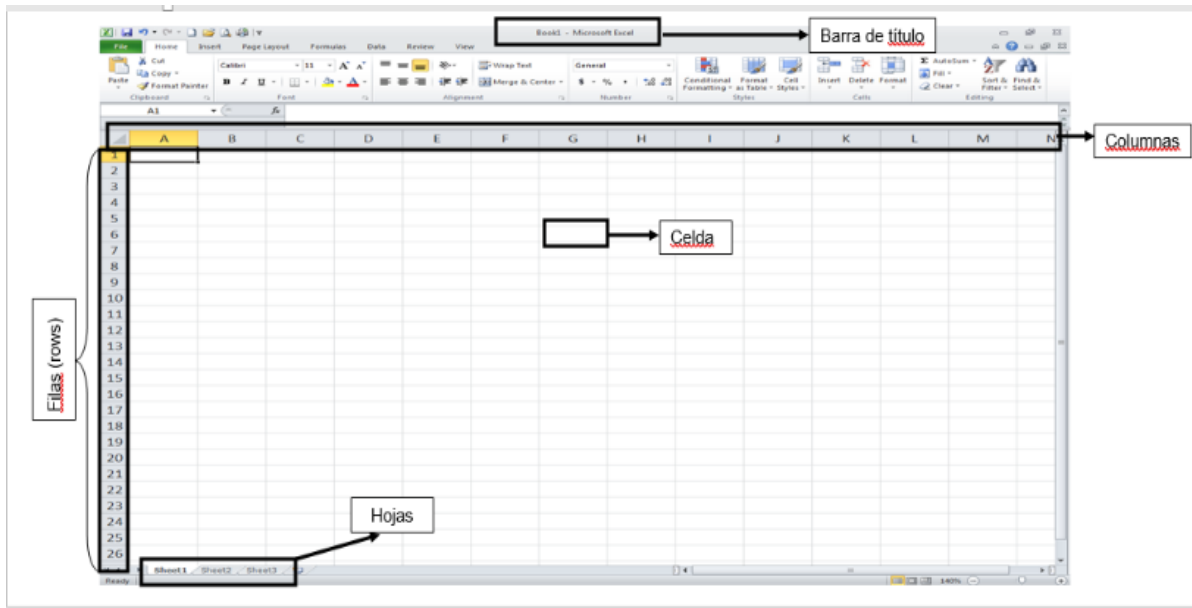 Book1 - Microsoft Excel
Barra de título
File Home Insert Page Layout Formulas Data Review View
Paste
Cut
Copy
Format Painter
Clipboard
Calibri 11 A A
B I U A
Font
Wrap Text
Merge & Center
Alignment
General
$ % ,
Number
Conditional Formatting
Format as Table
Cell Styles
Styles
Insert Delete Format
Cells
Σ AutoSum
Fill
Clear
Sort & Filter
Find & Select
Editing
A1 fx
A B C D E F G H I J K L M N
Columnas
1
2
3
4
5
6
Celda
7
8
9
10
11
12
13
14
15
16
17
18
19
20
21
22
23
24
25
26
Filas (rows)
Hojas
Sheet1 Sheet2 Sheet3
Ready 140%